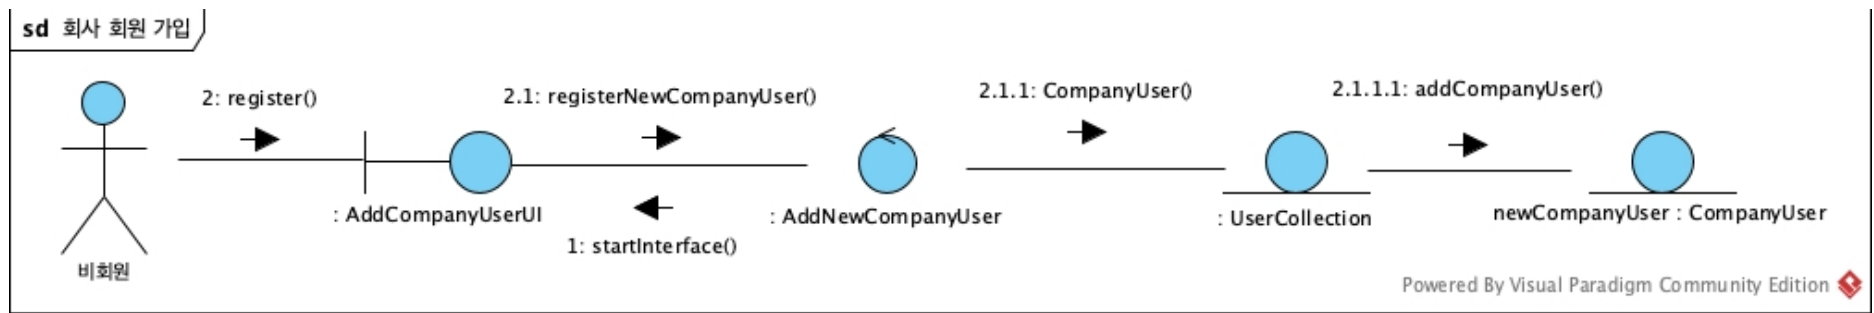 sd 회사 회원 가입
2: register()
2.1: registerNewCompanyUser()
2.1.1: CompanyUser()
2.1.1.1: addCompanyUser()
: AddCompanyUserUI
: AddNewCompanyUser
: UserCollection
newCompanyUser : CompanyUser
1: startInterface()
비회원
Powered By Visual Paradigm Community Edition